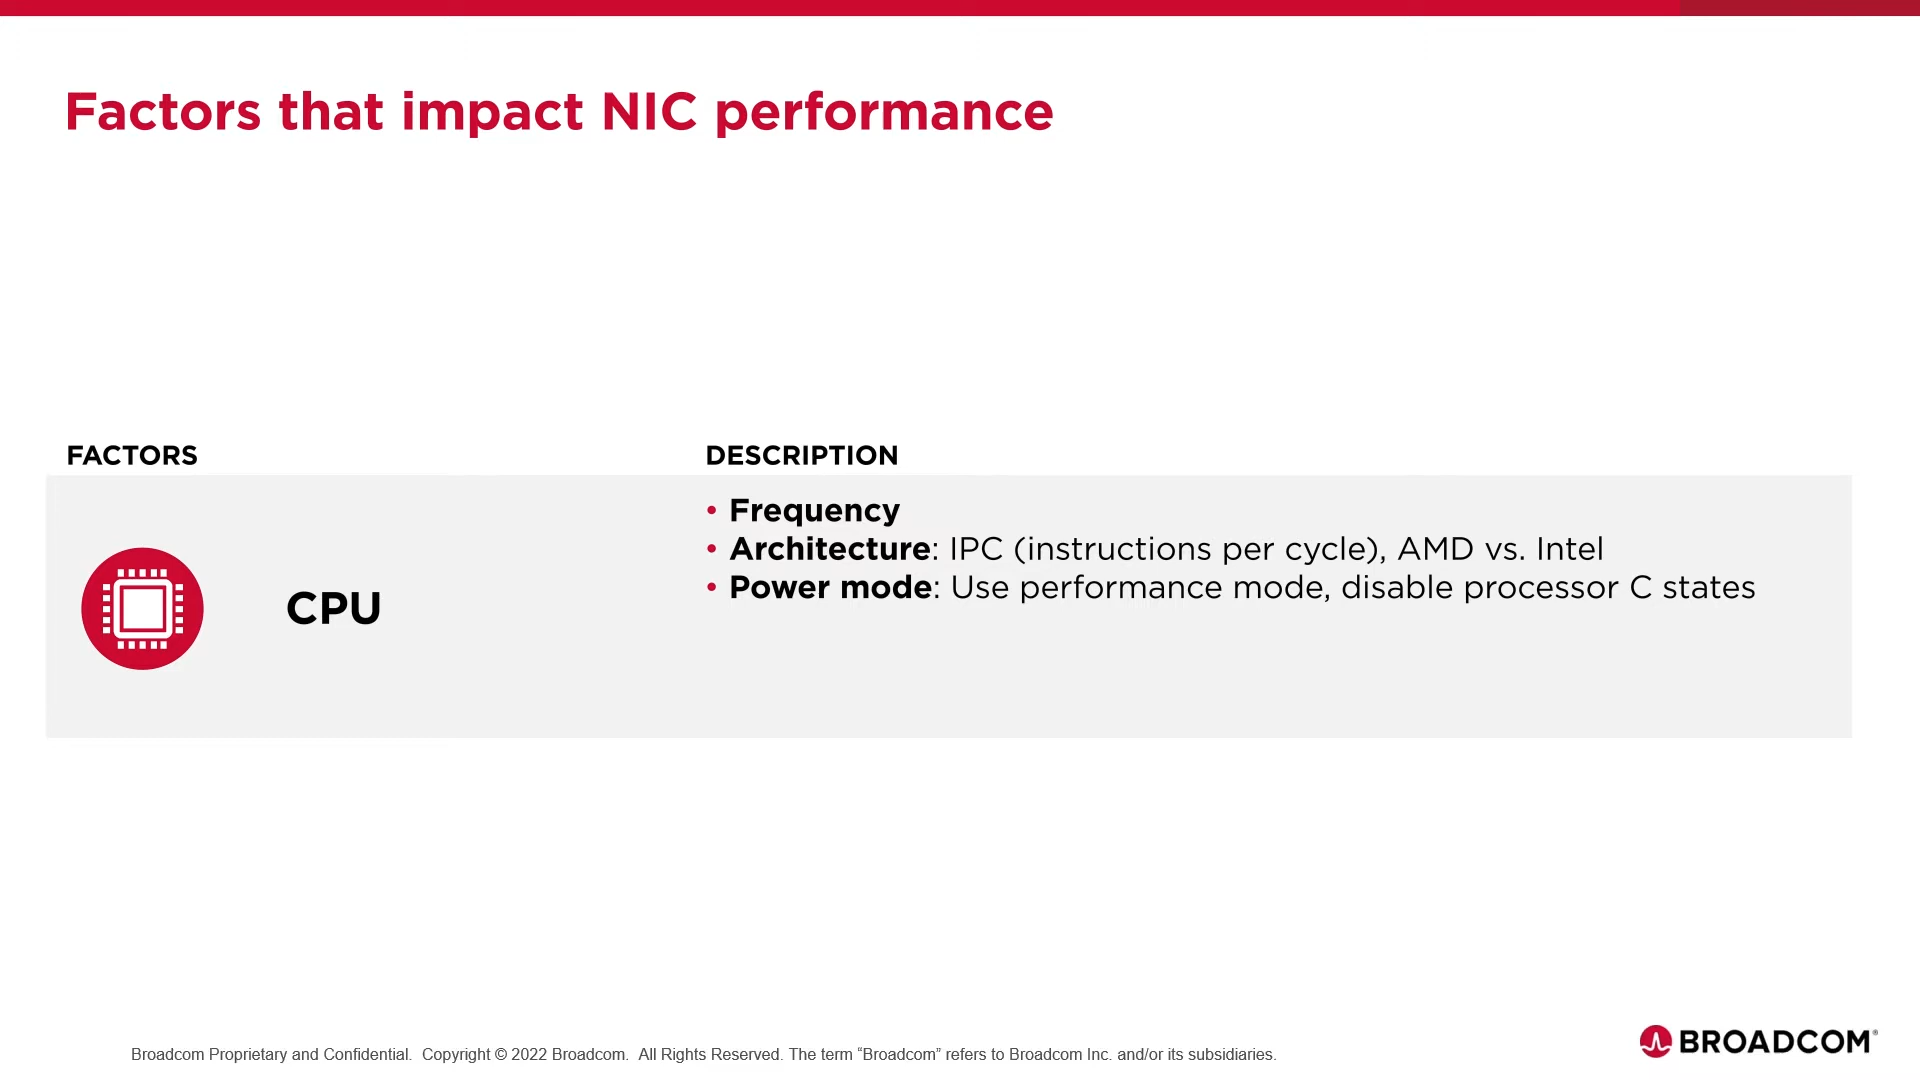 Factors that impact NIC performance
FACTORS
DESCRIPTION
CPU
• Frequency
• Architecture: IPC (instructions per cycle), AMD vs. Intel
• Power mode: Use performance mode, disable processor C states
Broadcom Proprietary and Confidential.  Copyright © 2022 Broadcom.  All Rights Reserved. The term “Broadcom” refers to Broadcom Inc. and/or its subsidiaries.
BROADCOM®